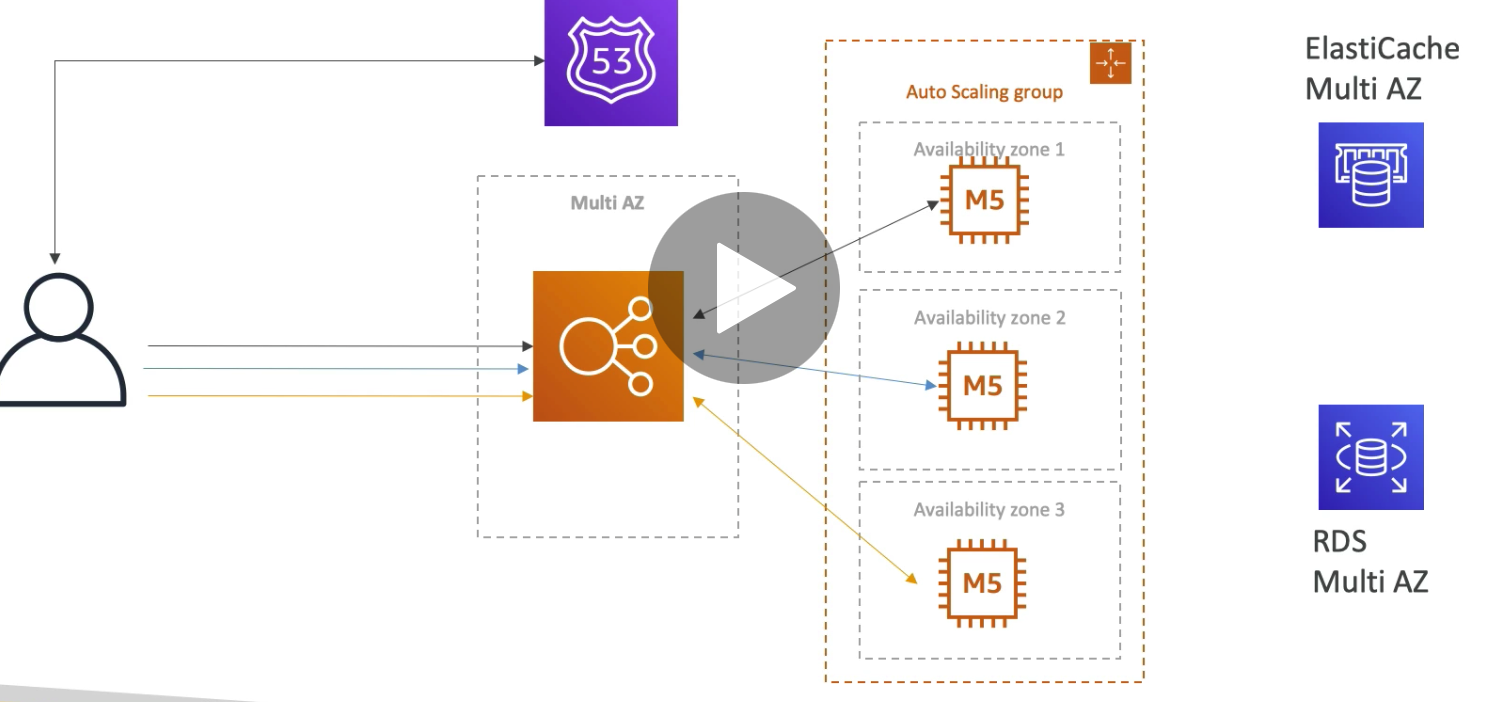 53
Multi AZ
Auto Scaling group
Availability zone 1
M5
Availability zone 2
M5
Availability zone 3
M5
ElastiCache
Multi AZ
RDS
Multi AZ